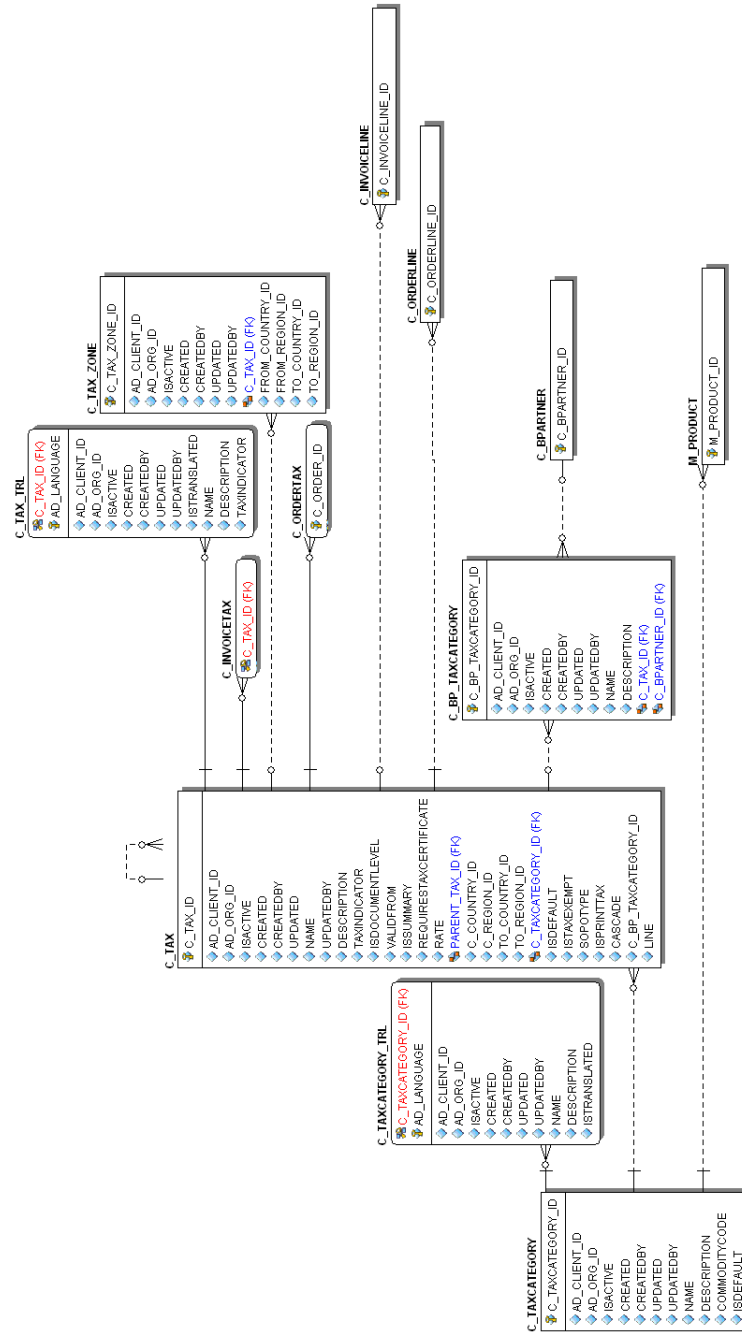 C_TAXCATEGORY
C_TAXCATEGORY_ID
AD_CLIENT_ID
AD_ORG_ID
ISACTIVE
CREATED
CREATEDBY
UPDATED
UPDATEDBY
NAME
DESCRIPTION
COMMODITYCODE
ISDEFAULT
C_TAXCATEGORY_TRL
C_TAXCATEGORY_ID (FK)
AD_LANGUAGE
AD_CLIENT_ID
AD_ORG_ID
ISACTIVE
CREATED
CREATEDBY
UPDATED
UPDATEDBY
NAME
DESCRIPTION
ISTRANSLATED
C_TAX
C_TAX_ID
AD_CLIENT_ID
AD_ORG_ID
ISACTIVE
CREATED
CREATEDBY
UPDATED
NAME
UPDATEDBY
DESCRIPTION
TAXINDICATOR
ISDOCUMENTLEVEL
VALIDFROM
ISSUMMARY
REQUIRESTAXCERTIFICATE
RATE
PARENT_TAX_ID (FK)
C_COUNTRY_ID
C_REGION_ID
TO_COUNTRY_ID
TO_REGION_ID
C_TAXCATEGORY_ID (FK)
ISDEFAULT
ISTAXEXEMPT
SOPOTYPE
ISPRINTTAX
CASCADE
C_BP_TAXCATEGORY_ID
LINE
C_TAX_TRL
C_TAX_ID (FK)
AD_LANGUAGE
AD_CLIENT_ID
AD_ORG_ID
ISACTIVE
CREATED
CREATEDBY
UPDATED
UPDATEDBY
ISTRANSLATED
NAME
DESCRIPTION
TAXINDICATOR
C_INVOICETAX
C_TAX_ID (FK)
C_TAX_ZONE
C_TAX_ZONE_ID
AD_CLIENT_ID
AD_ORG_ID
ISACTIVE
CREATED
CREATEDBY
UPDATED
UPDATEDBY
C_TAX_ID (FK)
FROM_COUNTRY_ID
FROM_REGION_ID
TO_COUNTRY_ID
TO_REGION_ID
C_ORDERTAX
C_ORDER_ID
C_INVOICELINE
C_INVOICELINE_ID
C_ORDERLINE
C_ORDERLINE_ID
C_BP_TAXCATEGORY
C_BP_TAXCATEGORY_ID
AD_CLIENT_ID
AD_ORG_ID
ISACTIVE
CREATED
CREATEDBY
UPDATED
UPDATEDBY
NAME
DESCRIPTION
C_TAX_ID (FK)
C_BPARTNER_ID (FK)
C_BPARTNER
C_BPARTNER_ID
M_PRODUCT
M_PRODUCT_ID